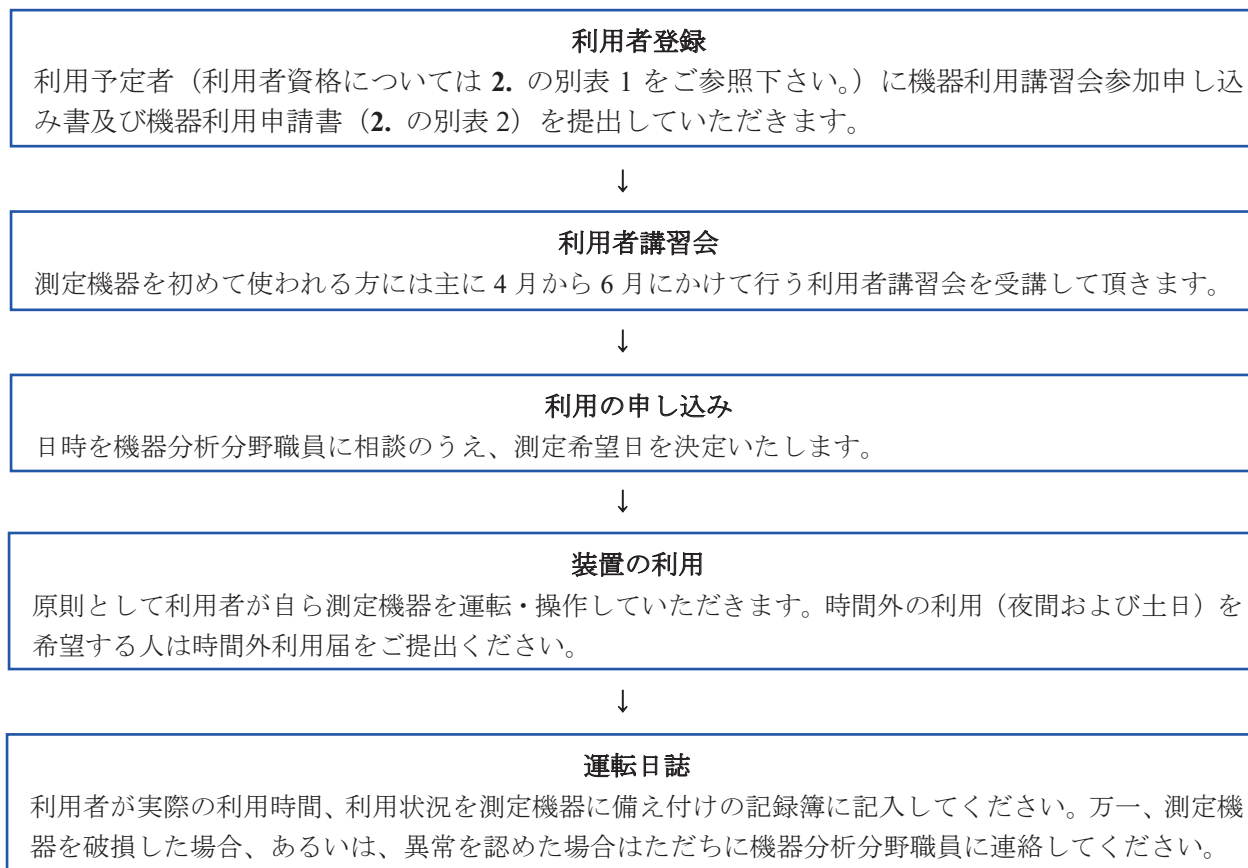 利用者登録
利用予定者（利用者資格については 2. の別表 1 をご参照下さい。）に機器利用講習会参加申し込
み書及び機器利用申請書（2. の別表 2）を提出していただきます。
↓
利用者講習会
測定機器を初めて使われる方には主に 4 月から 6 月にかけて行う利用者講習会を受講して頂きます。
↓
利用の申し込み
日時を機器分析分野職員に相談のうえ、測定希望日を決定いたします。
↓
装置の利用
原則として利用者が自ら測定機器を運転・操作していただきます。時間外の利用（夜間および土日）を
希望する人は時間外利用届をご提出ください。
↓
運転日誌
利用者が実際の利用時間、利用状況を測定機器に備え付けの記録簿に記入してください。万一、測定機
器を破損した場合、あるいは、異常を認めた場合はただちに機器分析分野職員に連絡してください。